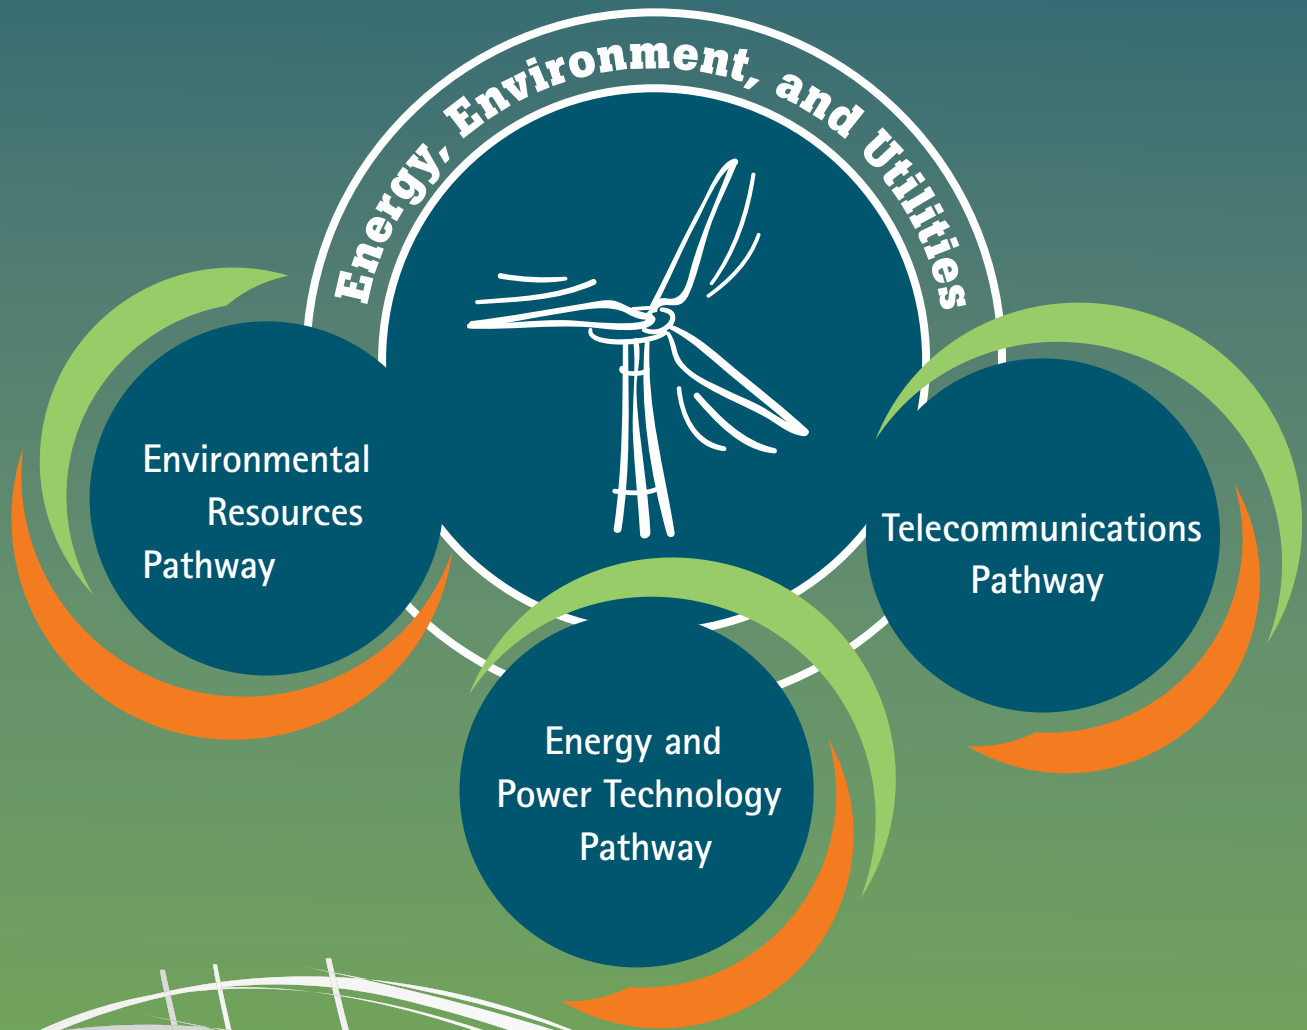 Energy, Environment, and Utilities
Environmental
Resources
Pathway
Telecommunications
Pathway
Energy and
Power Technology
Pathway